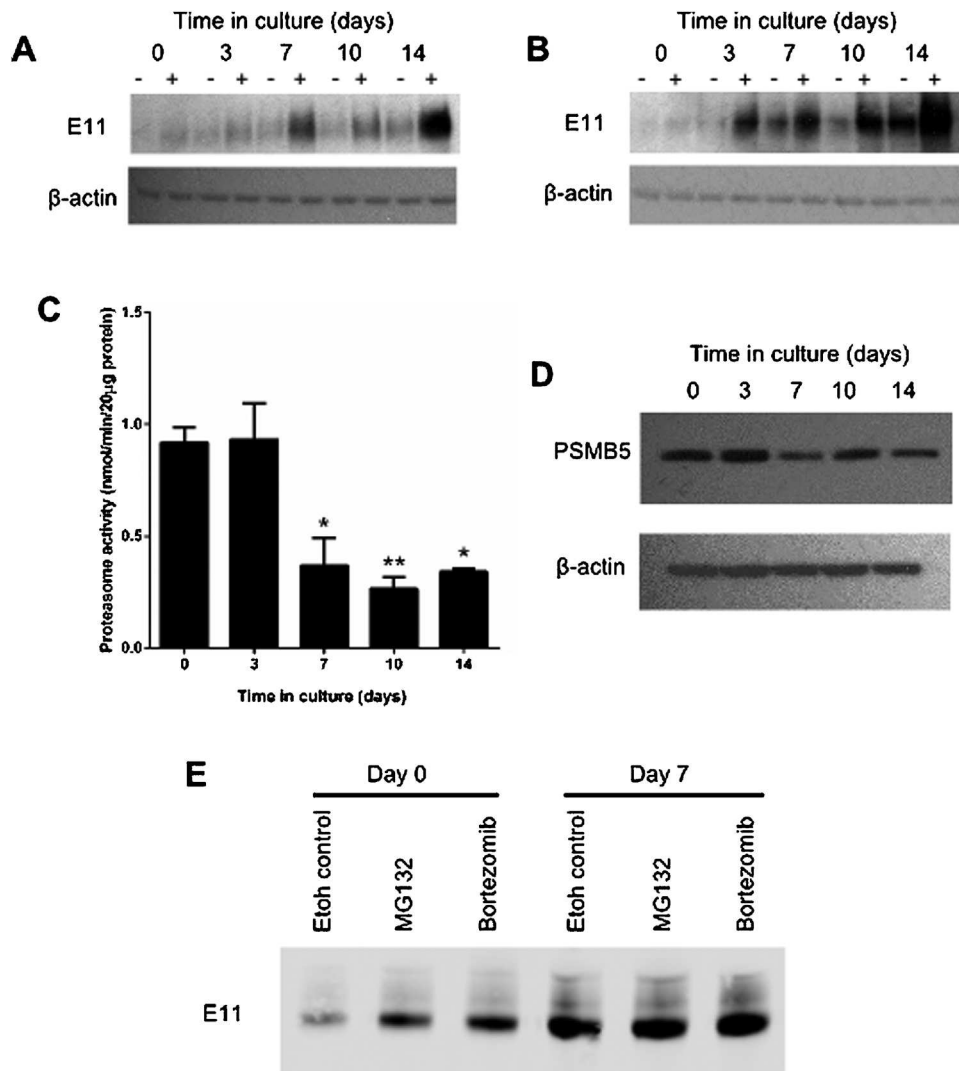 A
Time in culture (days)
0 3 7 10 14
- + - + - + - + - +
E11
β-actin
B
Time in culture (days)
0 3 7 10 14
- + - + - + - + - +
E11
β-actin
C
Proteasome activity (nmol/min/20µg protein)
1.5
1.0
0.5
0.0
* ** *
0 3 7 10 14
Time in culture (days)
D
Time in culture (days)
0 3 7 10 14
PSMB5
β-actin
E
Day 0 Day 7
Etoh control MG132 Bortezomib Etoh control MG132 Bortezomib
E11